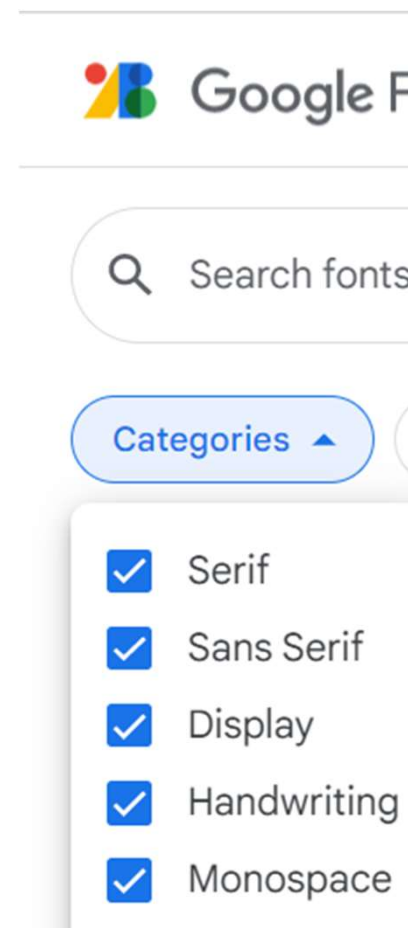 Google F
Search fonts
Categories
Serif
Sans Serif
Display
Handwriting
Monospace